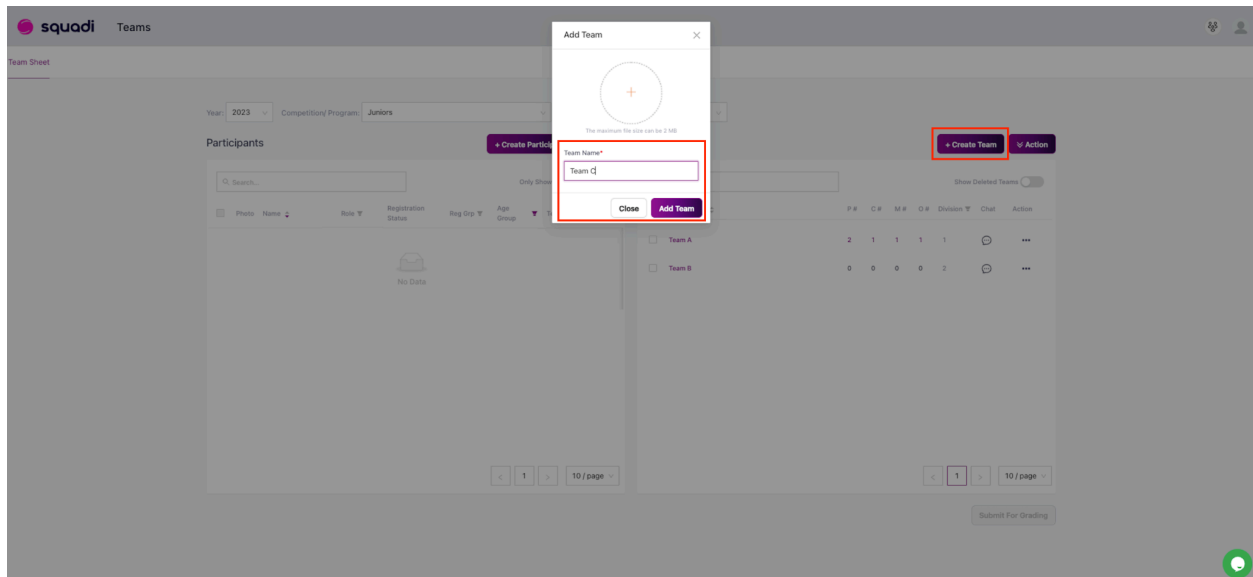 squadi Teams
Add Team
Team Sheet
Year: 2023 Competition/ Program: Juniors
The maximum file size can be 2 MB
Participants
+ Create Particip
+ Create Team
Action
Team Name*
Team C
Search...
Only Show
Show Deleted Teams
Close
Add Team
Photo Name Role Registration Status Reg Grp Age Group
P # C # M # O # Division Chat Action
Team A 2 1 1 1 1
Team B 0 0 0 0 2
No Data
< 1 > 10 / page
< 1 > 10 / page
Submit For Grading